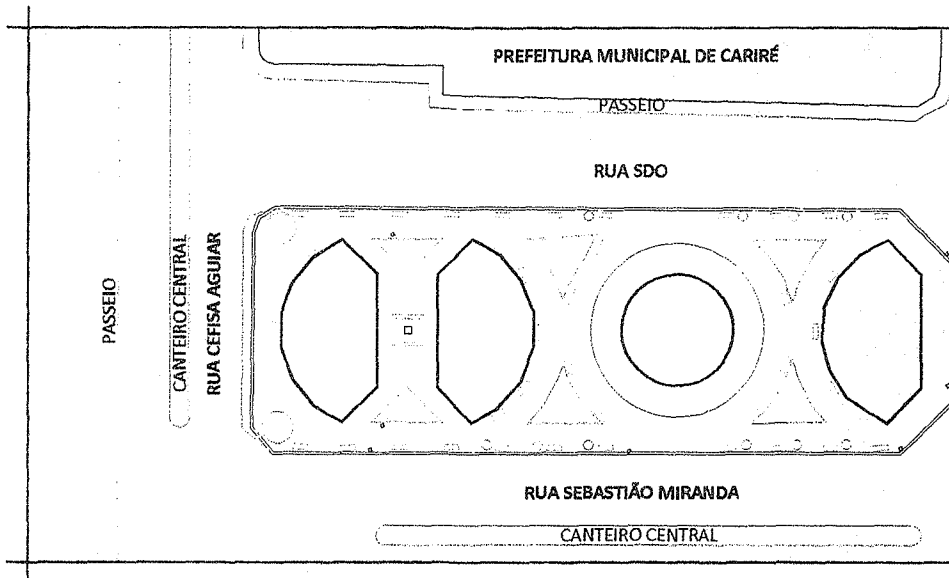 PREFEITURA MUNICIPAL DE CARIRÉ
PASSEIO
RUA SDO
PASSEIO
CANTEIRO CENTRAL
RUA CEFISA AGUIAR
RUA SEBASTIÃO MIRANDA
CANTEIRO CENTRAL